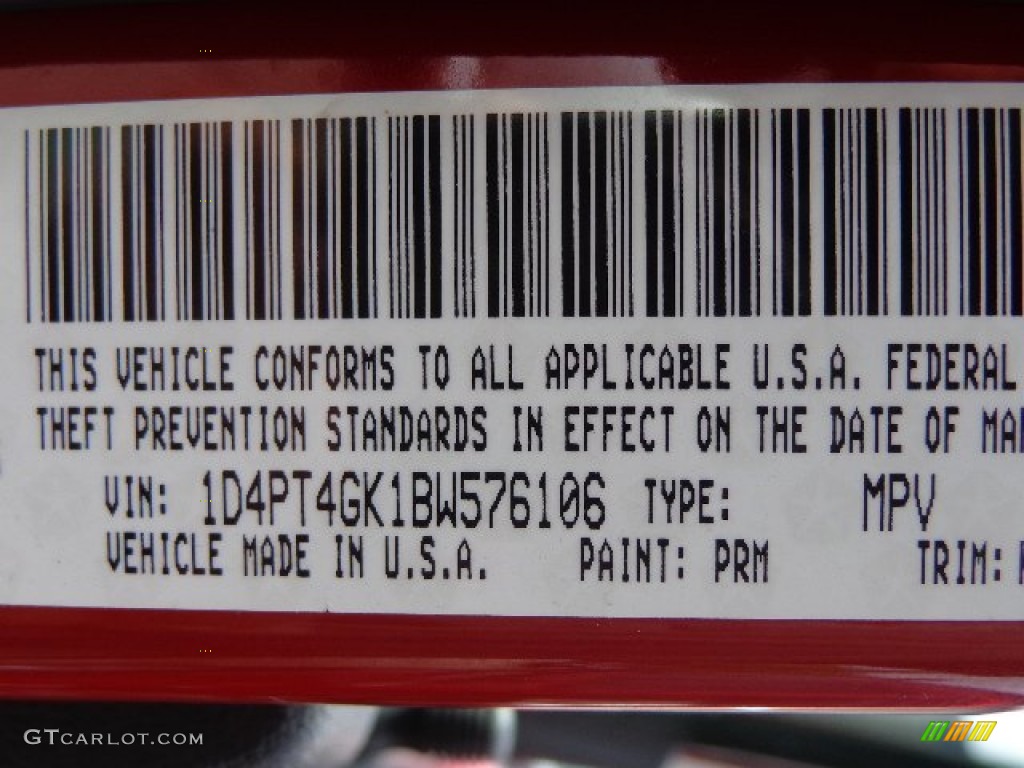 THIS VEHICLE CONFORMS TO ALL APPLICABLE U.S.A. FEDERAL
THEFT PREVENTION STANDARDS IN EFFECT ON THE DATE OF
VIN: 1D4PT4GK1BW576106 TYPE: MPV
VEHICLE MADE IN U.S.A. PAINT: PRM TRIM:
GTCARLOT.COM